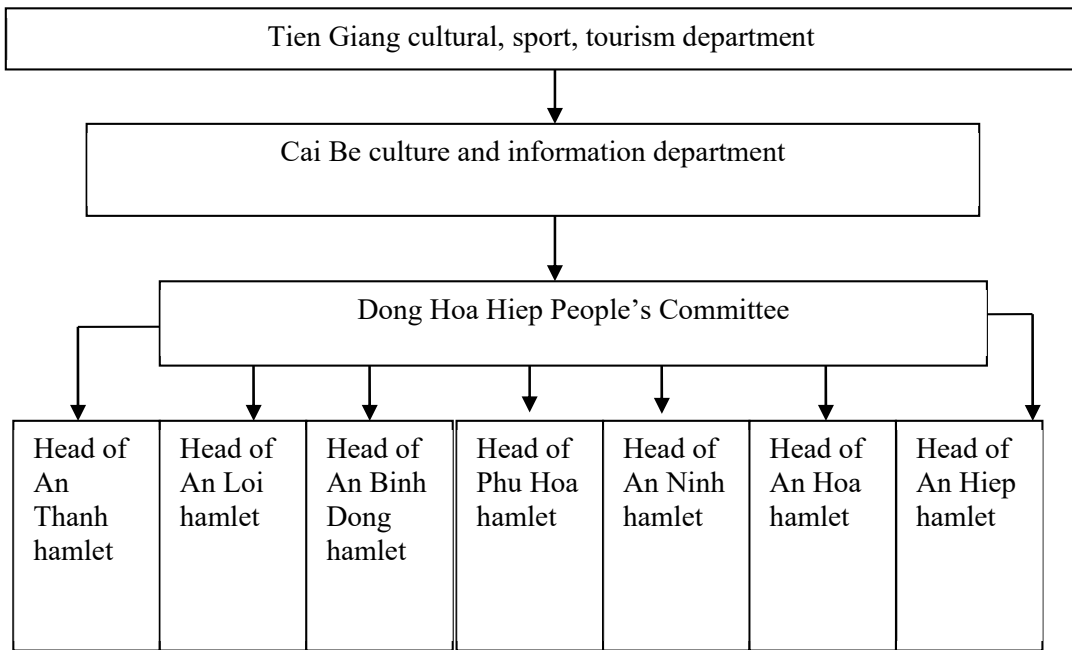 Tien Giang cultural, sport, tourism department
Cai Be culture and information department
Dong Hoa Hiep People’s Committee
Head of
An
Thanh
hamlet
Head of
An Loi
hamlet
Head of
An Binh
Dong
hamlet
Head of
Phu Hoa
hamlet
Head of
An Ninh
hamlet
Head of
An Hoa
hamlet
Head of
An Hiep
hamlet